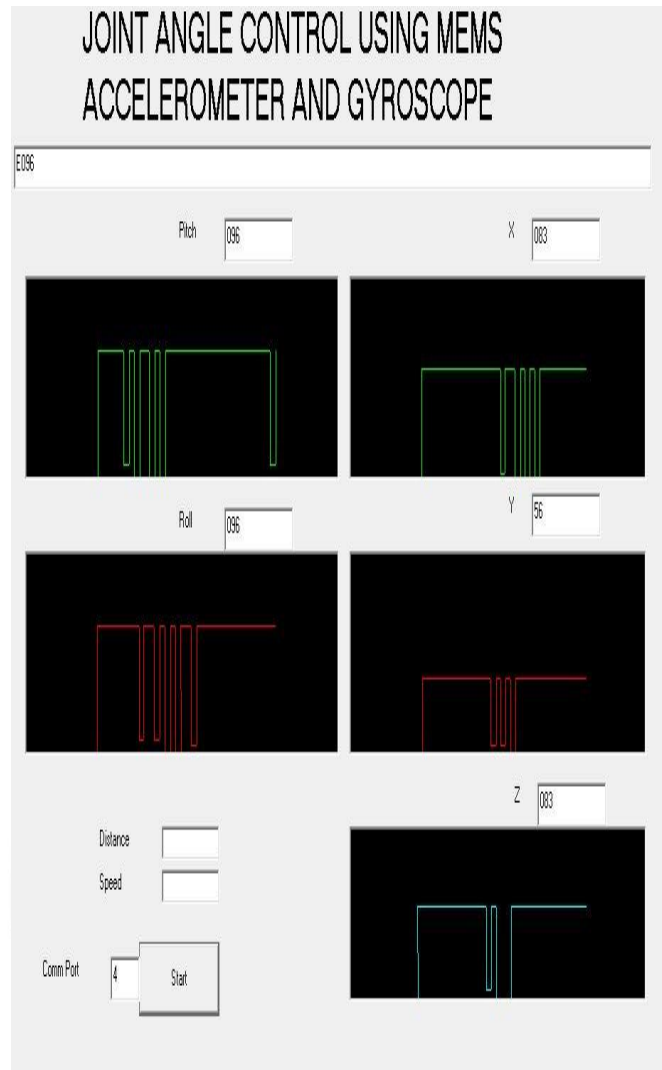 JOINT ANGLE CONTROL USING MEMS
ACCELEROMETER AND GYROSCOPE
E096
Pitch 096
X 083
Roll 096
Y 56
Z 083
Distance
Speed
Comm Port 4 Start